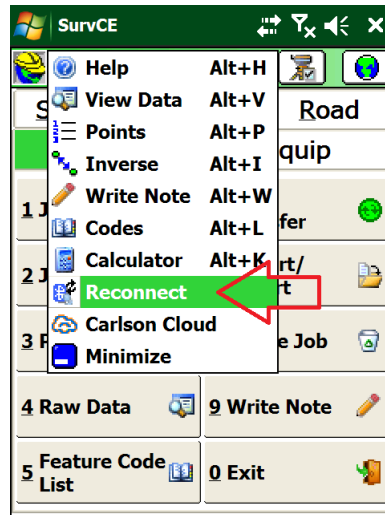 SurvCE
Help Alt+H
View Data Alt+V
Road
Points Alt+P
quip
Inverse Alt+I
Write Note Alt+W
1 J
fer
Codes Alt+L
Calculator Alt+K
rt/
2 J
rt
Reconnect
Carlson Cloud
3
e Job
Minimize
4 Raw Data
9 Write Note
5 Feature Code
List
0 Exit